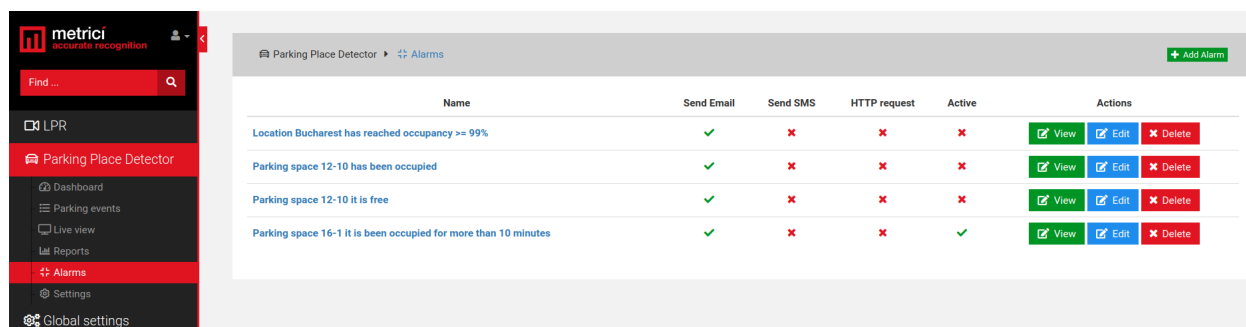 metrici
accurate recognition
Find ...
LPR
Parking Place Detector
Dashboard
Parking events
Live view
Reports
Alarms
Settings
Global settings
Parking Place Detector Alarms
Add Alarm
Name Send Email Send SMS HTTP request Active Actions
Location Bucharest has reached occupancy >= 99% View Edit Delete
Parking space 12-10 has been occupied View Edit Delete
Parking space 12-10 it is free View Edit Delete
Parking space 16-1 it is been occupied for more than 10 minutes View Edit Delete